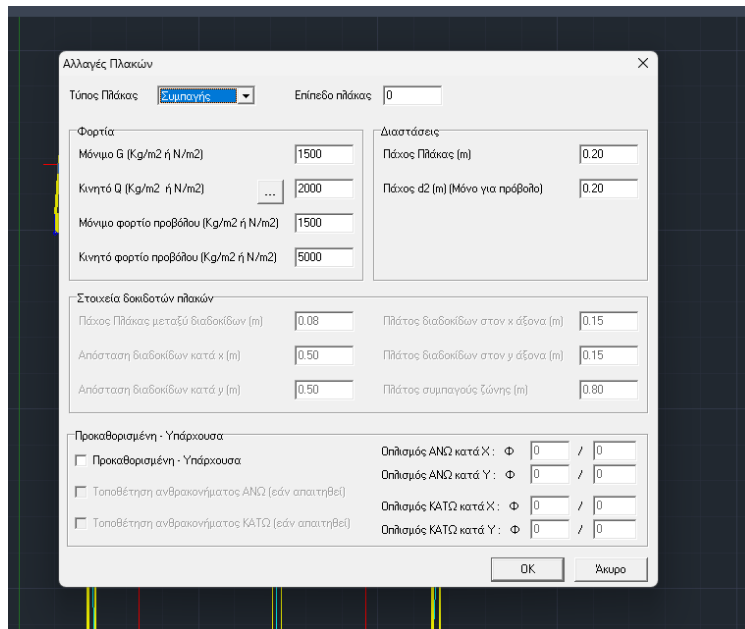 Αλλαγές Πλακών
Τύπος Πλάκας Συμπαγής Επίπεδο πλάκας 0
Φορτία
Μόνιμο G (Kg/m2 ή N/m2) 1500
Κινητό Q (Kg/m2 ή N/m2) ... 2000
Μόνιμο φορτίο προβόλου (Kg/m2 ή N/m2) 1500
Κινητό φορτίο προβόλου (Kg/m2 ή N/m2) 5000
Διαστάσεις
Πάχος Πλάκας (m) 0.20
Πάχος d2 (m) (Μόνο για πρόβολο) 0.20
Στοιχεία δοκιδοτών πλακών
Πάχος Πλάκας μεταξύ διαδοκίδων (m) 0.08 Πλάτος διαδοκίδων στον x άξονα (m) 0.15
Απόσταση διαδοκίδων κατά x (m) 0.50 Πλάτος διαδοκίδων στον y άξονα (m) 0.15
Απόσταση διαδοκίδων κατά y (m) 0.50 Πλάτος συμπαγούς ζώνης (m) 0.80
Προκαθορισμένη - Υπάρχουσα
Προκαθορισμένη - Υπάρχουσα
Τοποθέτηση ανθρακονήματος ΑΝΩ (εάν απαιτηθεί)
Τοποθέτηση ανθρακονήματος ΚΑΤΩ (εάν απαιτηθεί)
Οπλισμός ΑΝΩ κατά X : Φ 0 / 0
Οπλισμός ΑΝΩ κατά Y : Φ 0 / 0
Οπλισμός ΚΑΤΩ κατά X : Φ 0 / 0
Οπλισμός ΚΑΤΩ κατά Y : Φ 0 / 0
OK Άκυρο